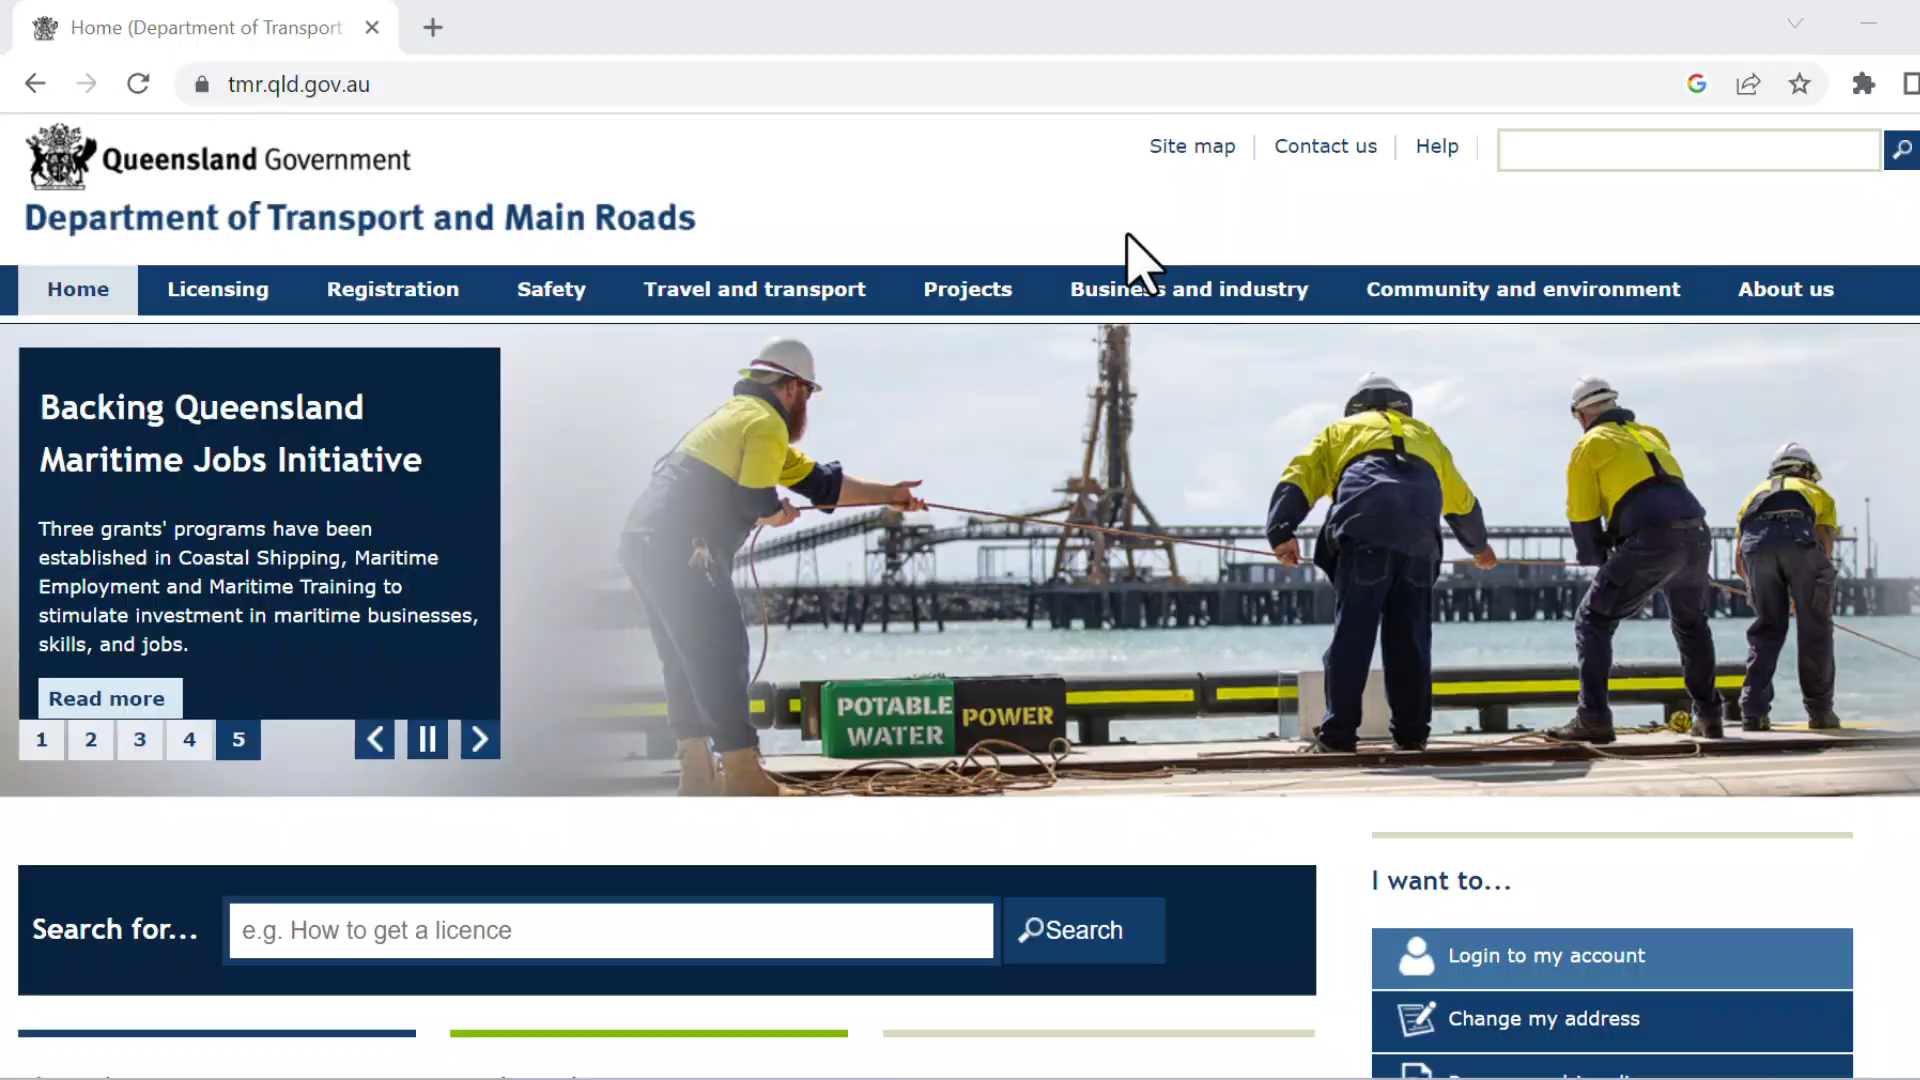 Home (Department of Transport
tmr.qld.gov.au
Queensland Government
Site map
Contact us
Help
Department of Transport and Main Roads
Home
Licensing
Registration
Safety
Travel and transport
Projects
Business and industry
Community and environment
About us
Backing Queensland
Maritime Jobs Initiative
Three grants' programs have been
established in Coastal Shipping, Maritime
Employment and Maritime Training to
stimulate investment in maritime businesses,
skills, and jobs.
Read more
1 2 3 4 5
POTABLE
WATER
POWER
Search for...
e.g. How to get a licence
Search
I want to...
Login to my account
Change my address